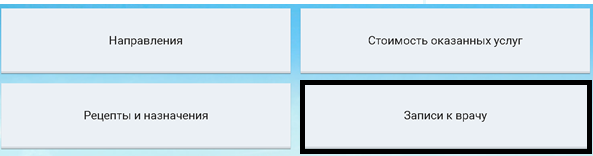 Направления
Стоимость оказанных услуг
Рецепты и назначения
Записи к врачу